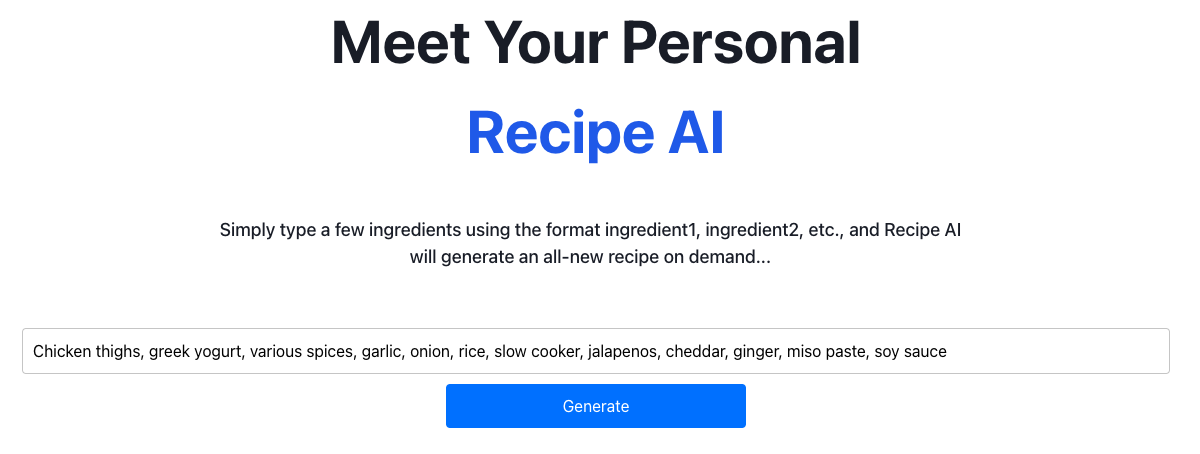 Meet Your Personal
Recipe AI
Simply type a few ingredients using the format ingredient1, ingredient2, etc., and Recipe AI
will generate an all-new recipe on demand...
Chicken thighs, greek yogurt, various spices, garlic, onion, rice, slow cooker, jalapenos, cheddar, ginger, miso paste, soy sauce
Generate